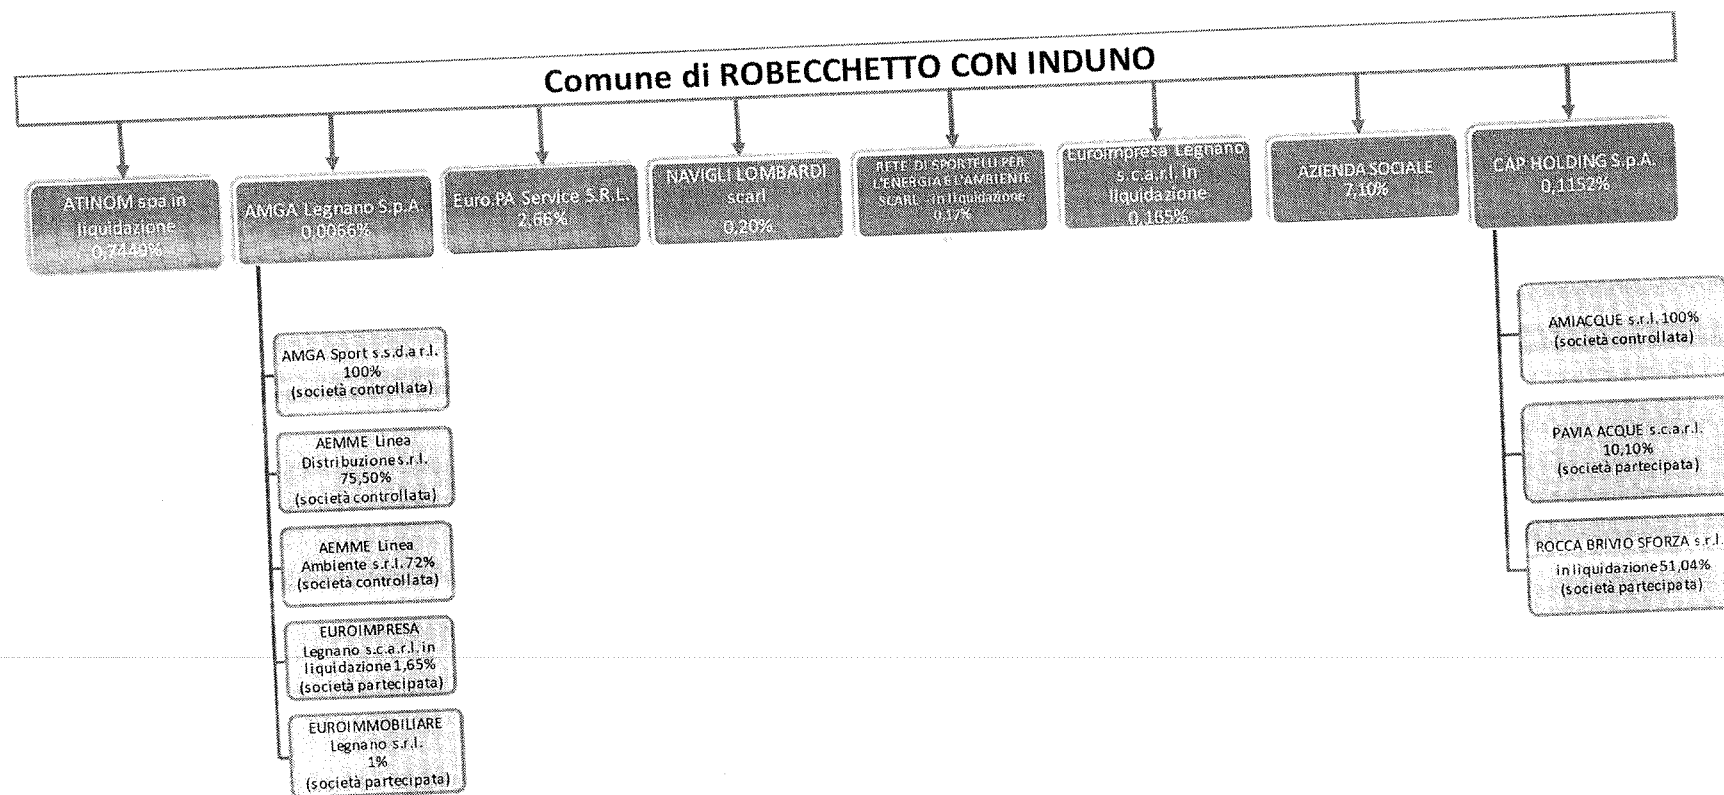 Comune di ROBECCHETTO CON INDUNO
ATINOM spa in
liquidazione
0,7449%
AMGA Legnano S.p.A.
0,0066%
Euro.PA Service S.R.L.
2,66%
NAVIGLI LOMBARDI
scarl
0,20%
RETE DI SPORTELLI PER
L'ENERGIA E L'AMBIENTE
SCARL - in liquidazione
0,17%
Euroimpresa Legnano
s.c.a.r.l. in
liquidazione
0,165%
AZIENDA SOCIALE
7,10%
CAP HOLDING S.p.A.
0,1152%
AMGA Sport s.s.d.a r.l.
100%
(società controllata)
AEMME Linea
Distribuzione s.r.l.
75,50%
(società controllata)
AEMME Linea
Ambiente s.r.l. 72%
(società controllata)
EUROIMPRESA
Legnano s.c.a.r.l. in
liquidazione 1,65%
(società partecipata)
EUROIMMOBILIARE
Legnano s.r.l.
1%
(società partecipata)
AMIACQUE s.r.l. 100%
(società controllata)
PAVIA ACQUE s.c.a.r.l.
10,10%
(società partecipata)
ROCCA BRIVIO SFORZA s.r.l.
in liquidazione 51,04%
(società partecipata)